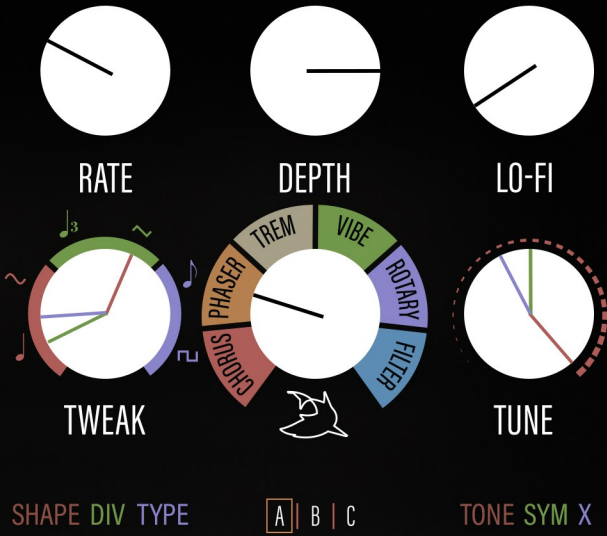 RATE DEPTH LO-FI
3
TREM VIBE
PHASER ROTARY
CHORUS FILTER
TWEAK TUNE
SHAPE DIV TYPE A | B | C TONE SYM X